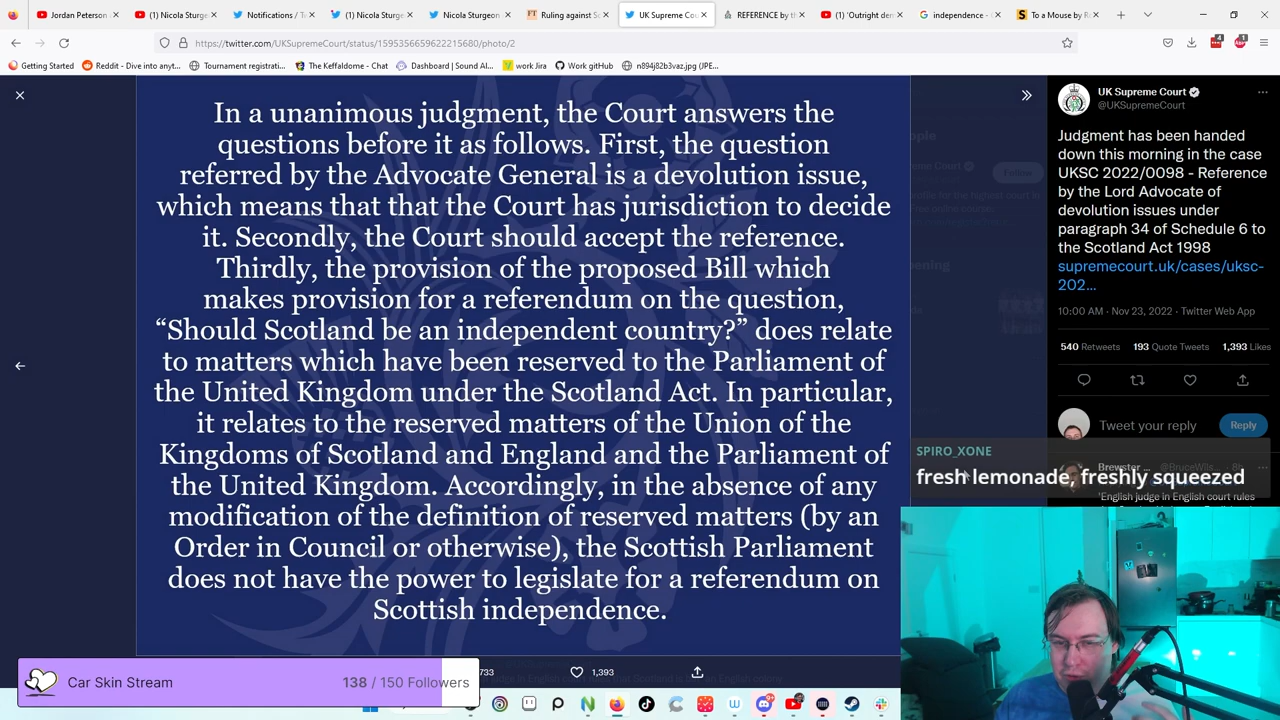 Jordan Peterson
(1) Nicola Sturge
Notifications / T
(1) Nicola Sturge
Nicola Sturgeon
Ruling against Sc
UK Supreme Cou
REFERENCE by th
(1) 'Outright dem
independence -
To a Mouse by R
https://twitter.com/UKSupremeCourt/status/1595356659622215680/photo/2
Getting Started
Reddit - Dive into anyt...
Tournament registrati...
The Keffaldome - Chat
Dashboard | Sound Al...
work Jira
Work gitHub
n894j82b3vaz.jpg (JPE...
In a unanimous judgment, the Court answers the
questions before it as follows. First, the question
referred by the Advocate General is a devolution issue,
which means that that the Court has jurisdiction to decide
it. Secondly, the Court should accept the reference.
Thirdly, the provision of the proposed Bill which
makes provision for a referendum on the question,
“Should Scotland be an independent country?” does relate
to matters which have been reserved to the Parliament of
the United Kingdom under the Scotland Act. In particular,
it relates to the reserved matters of the Union of the
Kingdoms of Scotland and England and the Parliament of
the United Kingdom. Accordingly, in the absence of any
modification of the definition of reserved matters (by an
Order in Council or otherwise), the Scottish Parliament
does not have the power to legislate for a referendum on
Scottish independence.
UK Supreme Court
@UKSupremeCourt
Judgment has been handed
down this morning in the case
UKSC 2022/0098 - Reference
by the Lord Advocate of
devolution issues under
paragraph 34 of Schedule 6 to
the Scotland Act 1998
supremecourt.uk/cases/uksc-
202...
10:00 AM · Nov 23, 2022 · Twitter Web App
540 Retweets 193 Quote Tweets 1,393 Likes
Tweet your reply
Reply
SPIRO_XONE
fresh lemonade, freshly squeezed
Brewster ...
'English judge in English court rules
733
1,393
Car Skin Stream
138 / 150 Followers